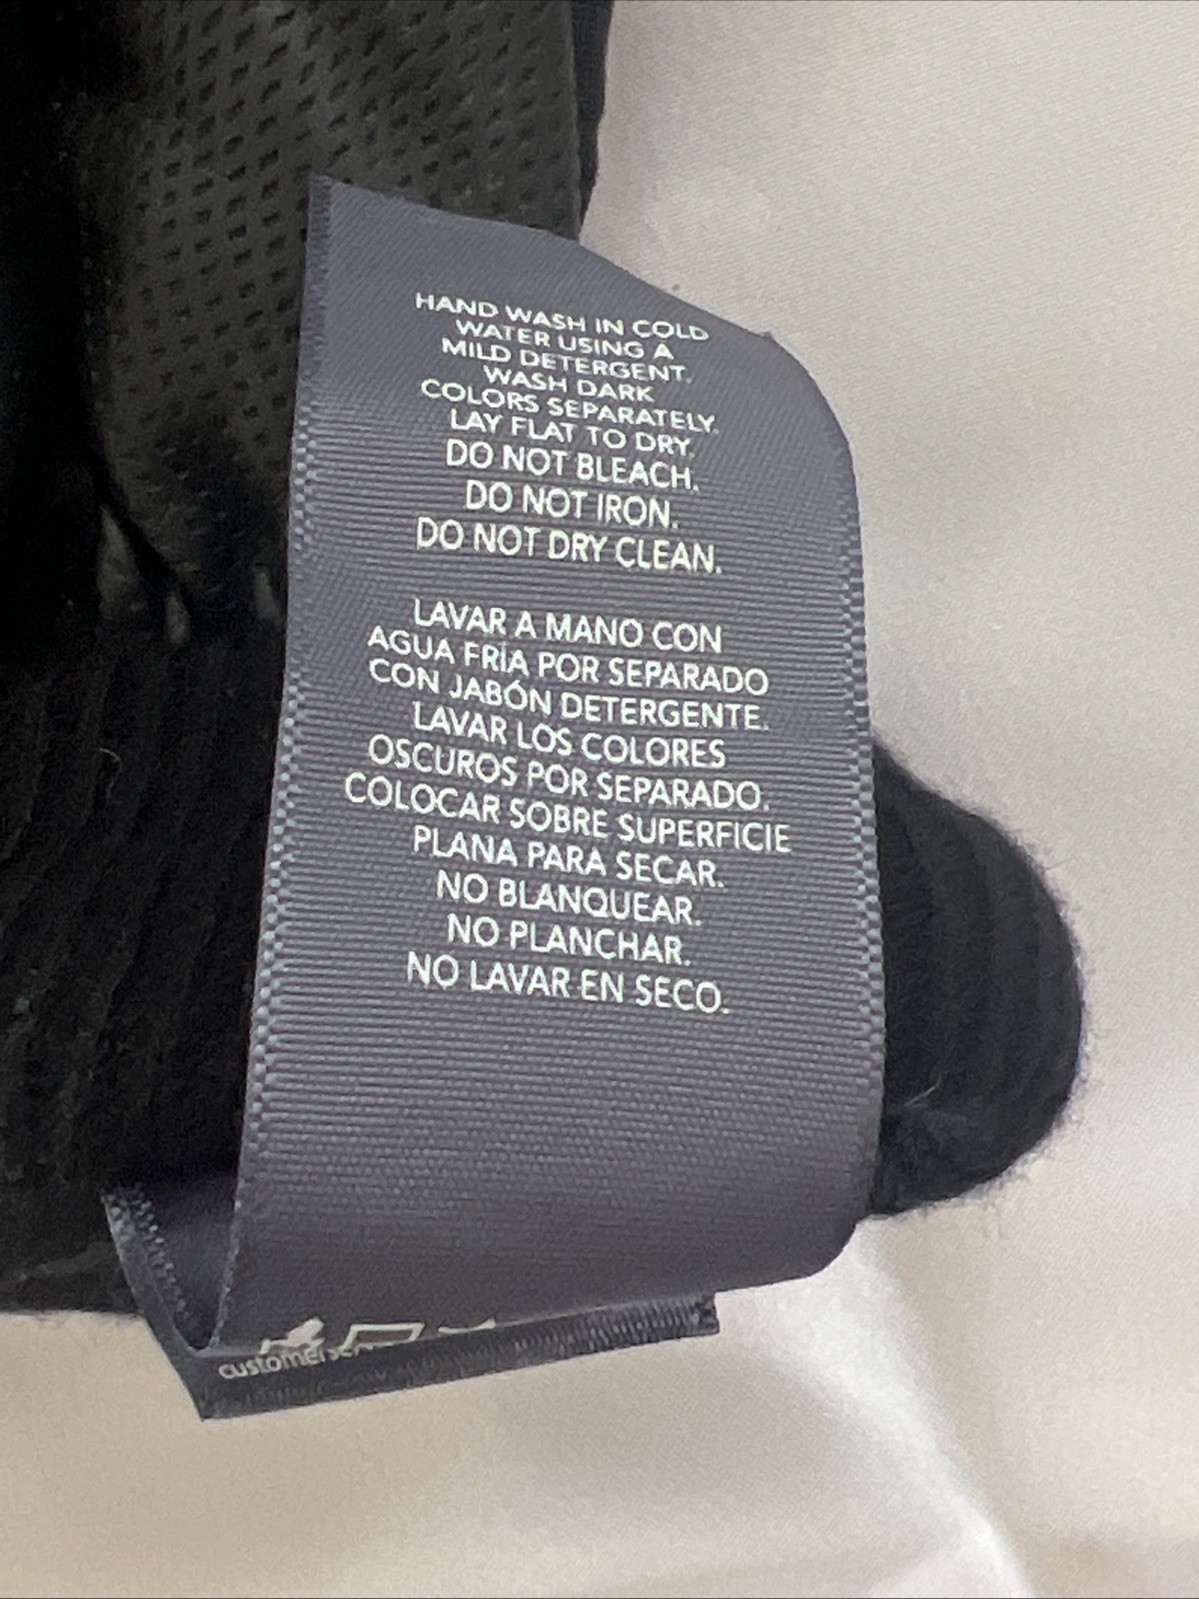 HAND WASH IN COLD
WATER USING A
MILD DETERGENT.
WASH DARK
COLORS SEPARATELY.
LAY FLAT TO DRY.
DO NOT BLEACH.
DO NOT IRON.
DO NOT DRY CLEAN.
LAVAR A MANO CON
AGUA FRÍA POR SEPARADO
CON JABÓN DETERGENTE.
LAVAR LOS COLORES
OSCUROS POR SEPARADO.
COLOCAR SOBRE SUPERFICIE
PLANA PARA SECAR.
NO BLANQUEAR.
NO PLANCHAR.
NO LAVAR EN SECO.